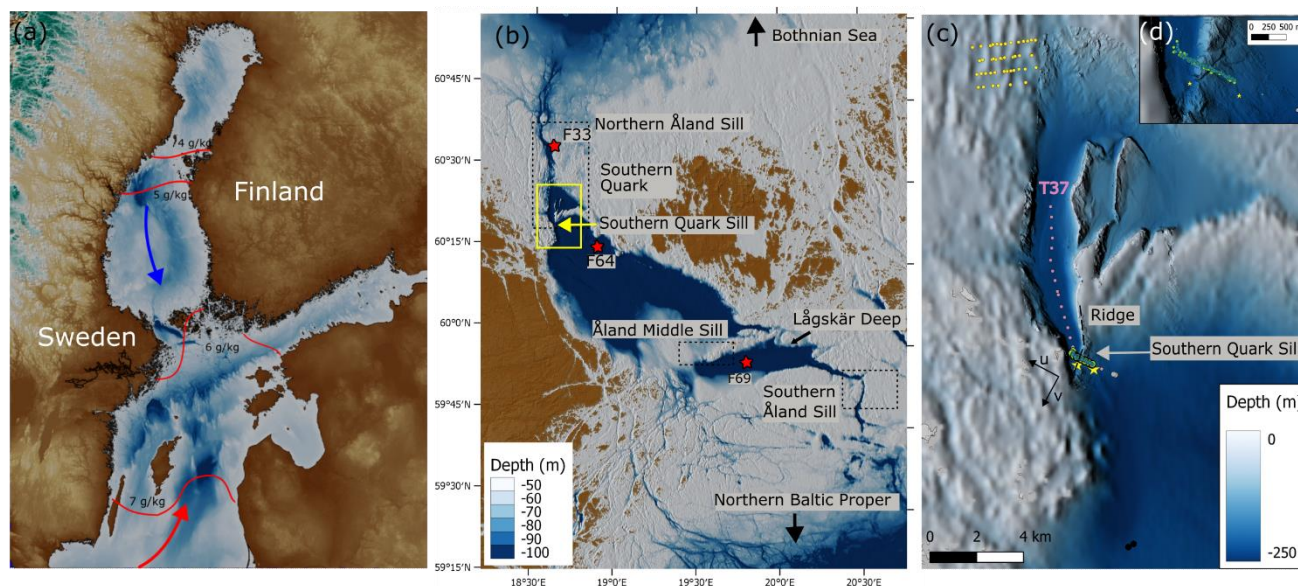 (a)
4 g/kg
5 g/kg
Finland
Sweden
6 g/kg
7 g/kg
(b)
Bothnian Sea
60°45'N
Northern Åland Sill
F33
60°30'N
Southern
Quark
Southern Quark Sill
60°15'N
F64
60°0'N
Lågskär Deep
Åland Middle Sill
F69
59°45'N
Southern
Åland Sill
Depth (m)
-50
-60
-70
-80
-90
-100
Northern Baltic Proper
59°30'N
59°15'N
18°30'E
19°0'E
19°30'E
20°0'E
20°30'E
(c)
(d)
0 250 500 m
T37
Ridge
Southern Quark Sil
u
v
Depth (m)
0
-250
0 2 4 km